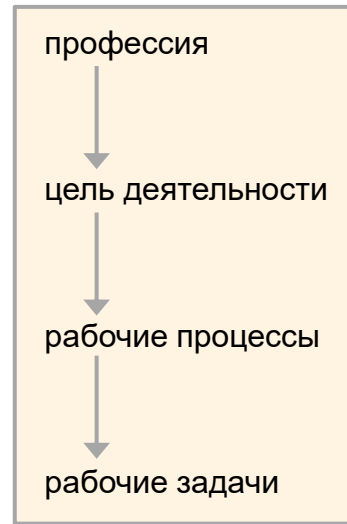 профессия
цель деятельности
рабочие процессы
рабочие задачи